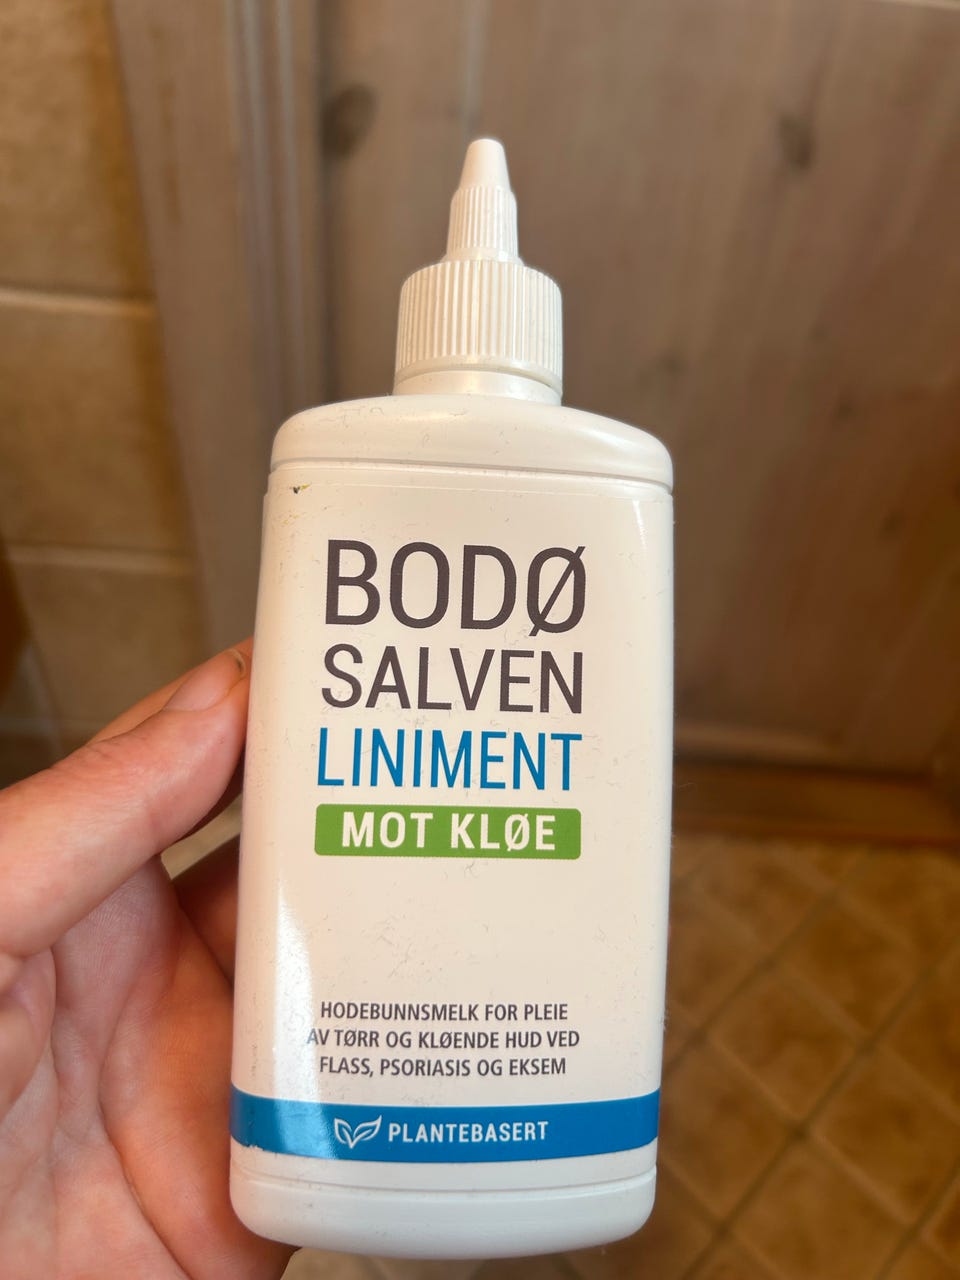 BODØ
SALVEN
LINIMENT
MOT KLØE
HODEBUNNSMELK FOR PLEIE
AV TØRR OG KLØENDE HUD VED
FLASS, PSORIASIS OG EKSEM
PLANTEBASERT